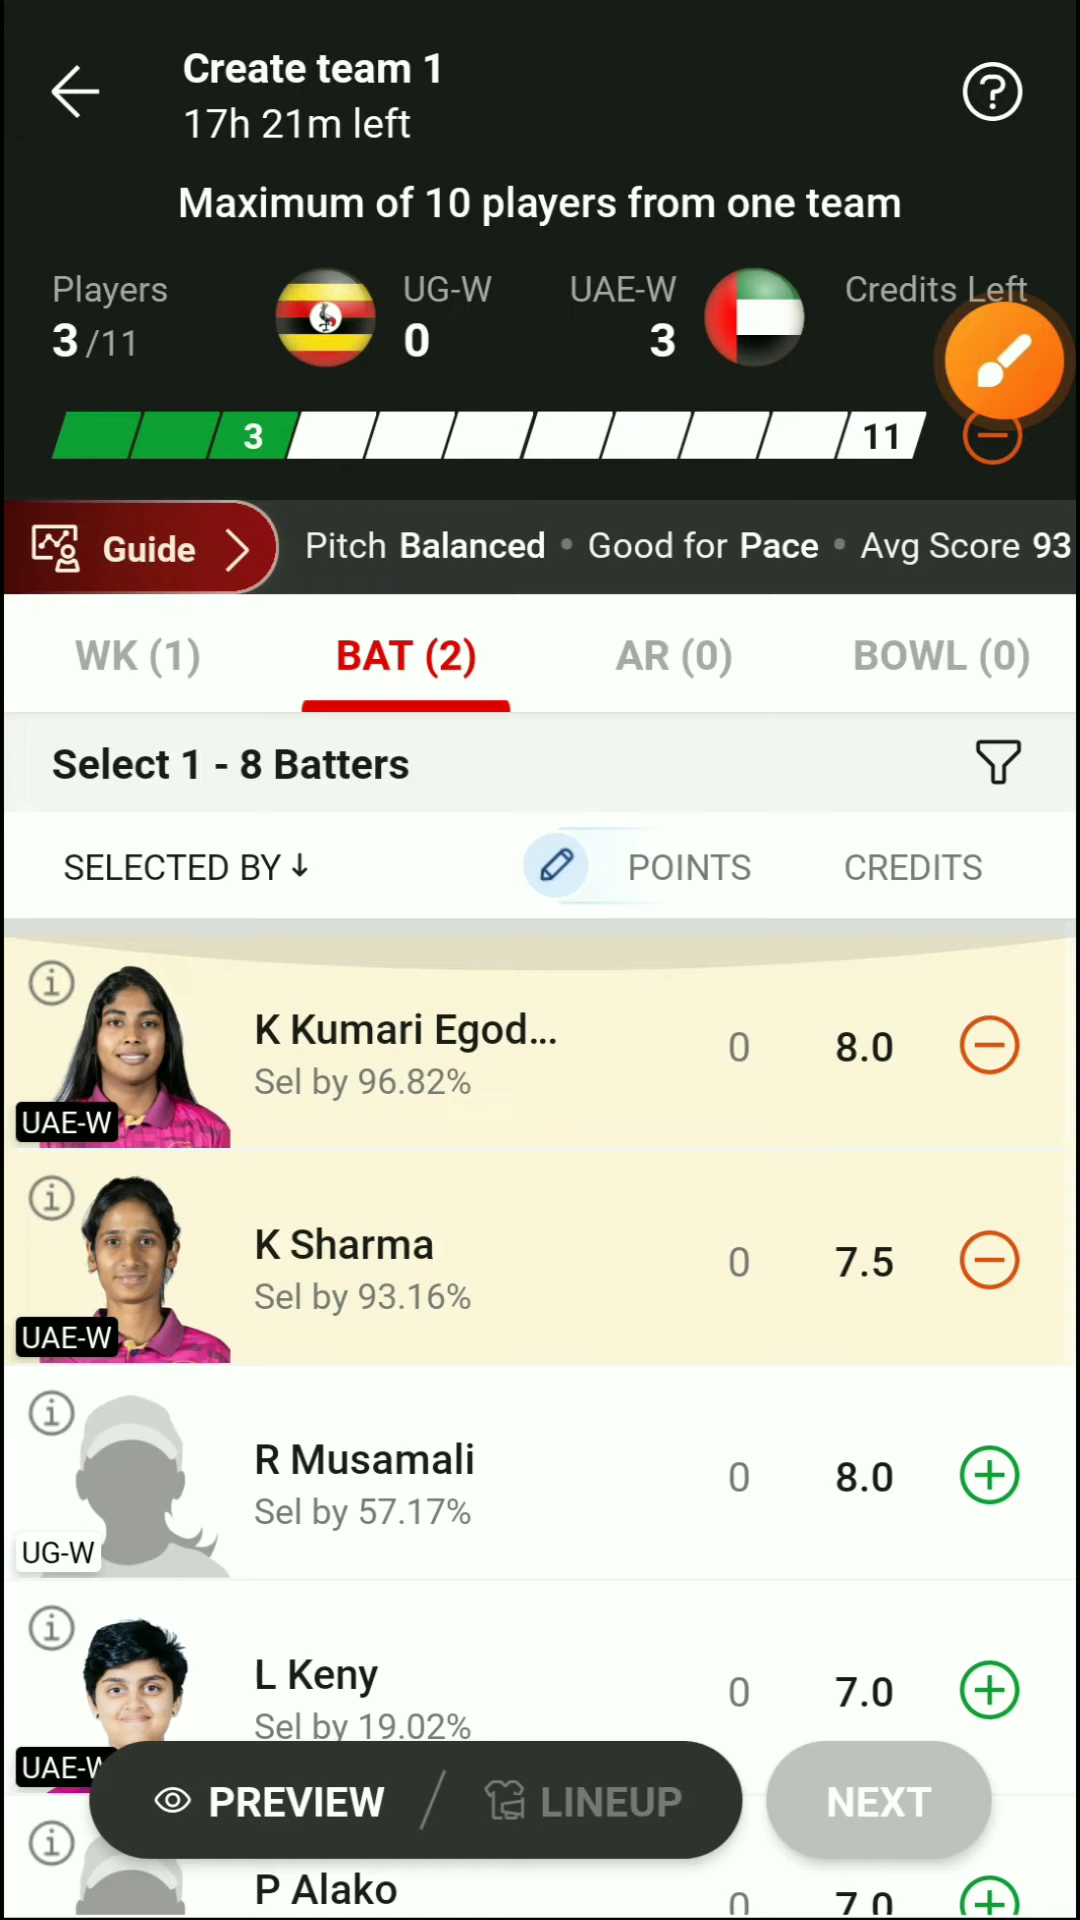 Create team 1
17h 21m left
Maximum of 10 players from one team
Players
3 /11
UG-W
0
UAE-W
3
Credits Left
3
11
Guide
Pitch Balanced • Good for Pace • Avg Score 93
WK (1)
BAT (2)
AR (0)
BOWL (0)
Select 1 - 8 Batters
SELECTED BY ↓
POINTS
CREDITS
K Kumari Egod...
Sel by 96.82%
UAE-W
0
8.0
K Sharma
Sel by 93.16%
UAE-W
0
7.5
R Musamali
Sel by 57.17%
UG-W
0
8.0
L Keny
Sel by 19.02%
UAE-W
0
7.0
PREVIEW
LINEUP
NEXT
P Alako
0
7.0